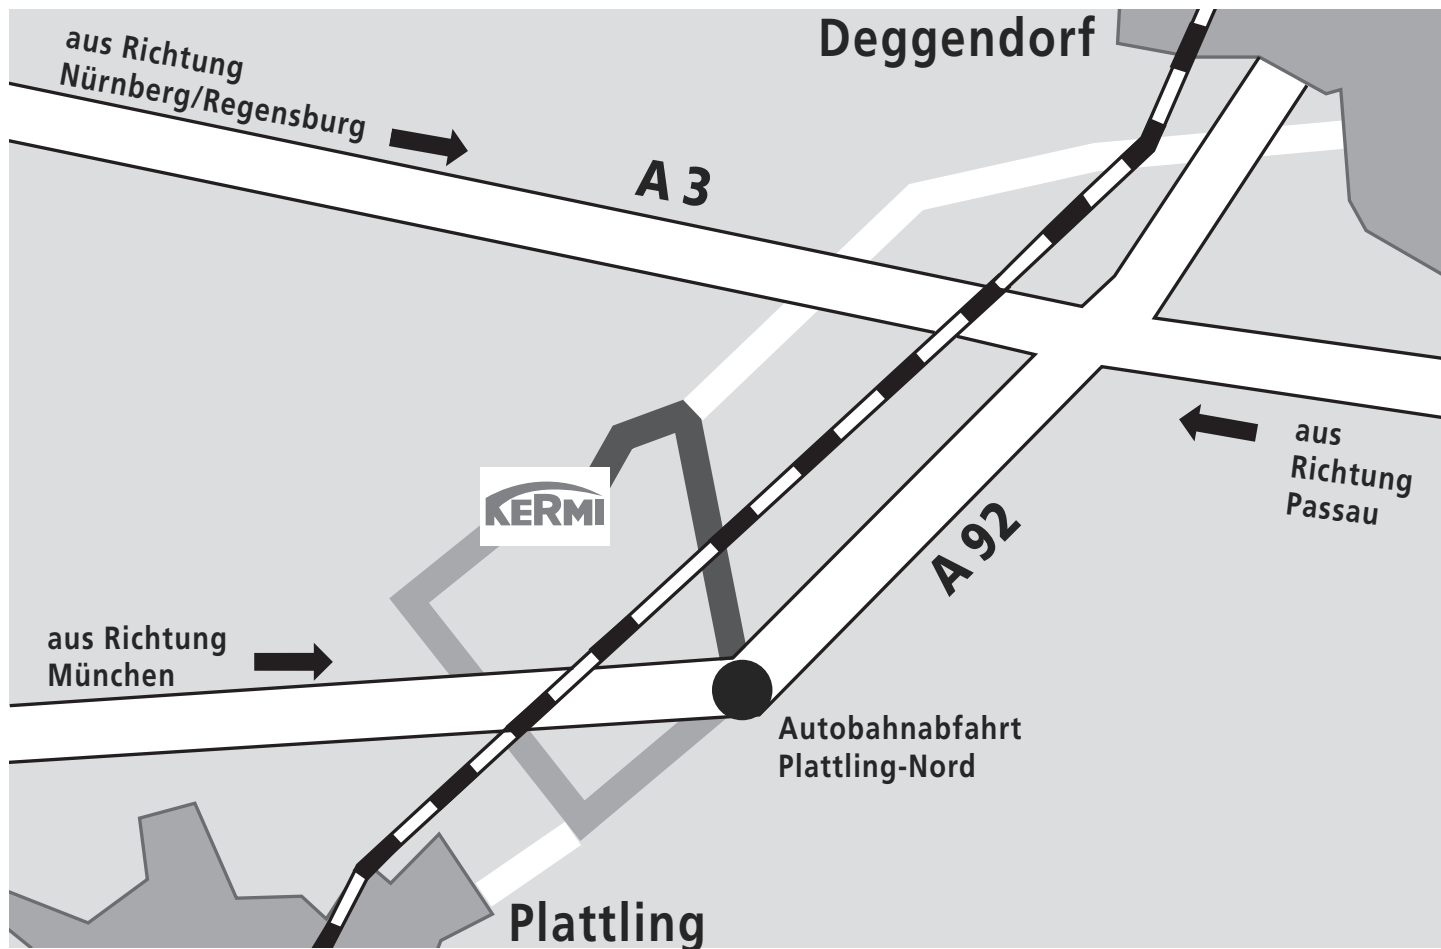 Deggendorf
aus Richtung
Nürnberg/Regensburg
A 3
aus
Richtung
Passau
KERMI
A 92
aus Richtung
München
Autobahnabfahrt
Plattling-Nord
Plattling